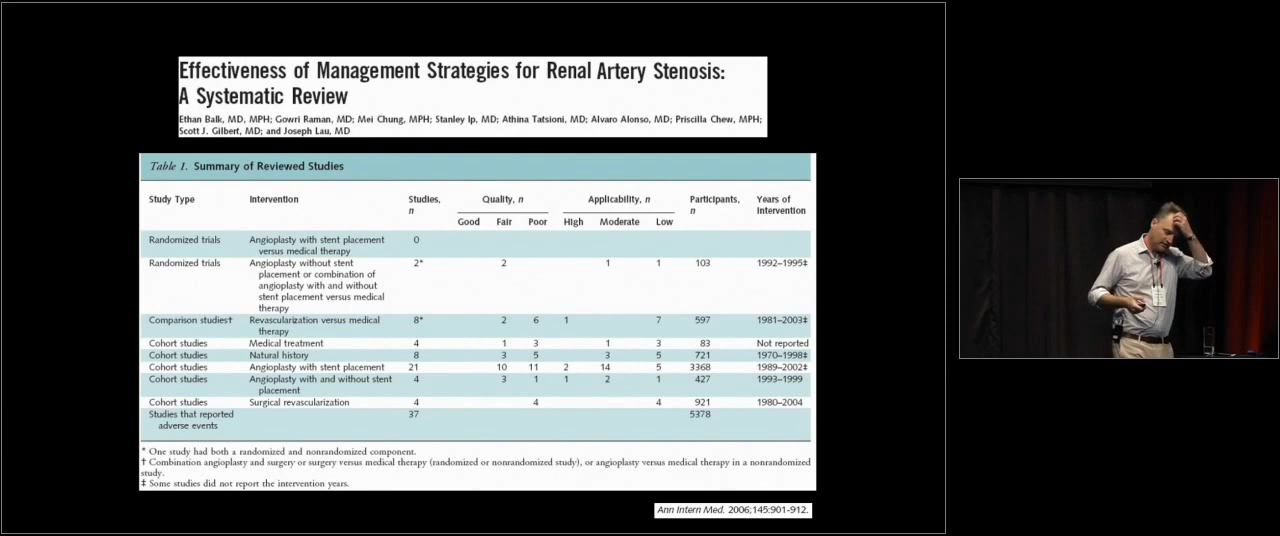 Effectiveness of Management Strategies for Renal Artery Stenosis:
A Systematic Review
Ethan Balk, MD, MPH; Gowri Raman, MD; Mei Chung, MPH; Stanley Ip, MD; Athina Tatsioni, MD; Alvaro Alonso, MD; Priscilla Chew, MPH;
Scott J. Gilbert, MD; and Joseph Lau, MD
Table 1. Summary of Reviewed Studies
Study Type Intervention Studies, n Quality, n Applicability, n Participants, n Years of Intervention
Good Fair Poor High Moderate Low
Randomized trials Angioplasty with stent placement 0
versus medical therapy
Randomized trials Angioplasty without stent 2* 2 1 1 103 1992–1995‡
placement or combination of
angioplasty with and without
stent placement versus medical
therapy
Comparison studies† Revascularization versus medical 8* 2 6 1 7 597 1981–2003‡
therapy
Cohort studies Medical treatment 4 1 3 1 3 83 Not reported
Cohort studies Natural history 8 3 5 3 5 721 1970–1998‡
Cohort studies Angioplasty with stent placement 21 10 11 2 14 5 3368 1989–2002‡
Cohort studies Angioplasty with and without stent 4 3 1 1 2 1 427 1993–1999
placement
Cohort studies Surgical revascularization 4 4 4 921 1980–2004
Studies that reported 37 5378
adverse events
* One study had both a randomized and nonrandomized component.
† Combination angioplasty and surgery or surgery versus medical therapy (randomized or nonrandomized study), or angioplasty versus medical therapy in a nonrandomized
study.
‡ Some studies did not report the intervention years.
Ann Intern Med. 2006;145:901-912.